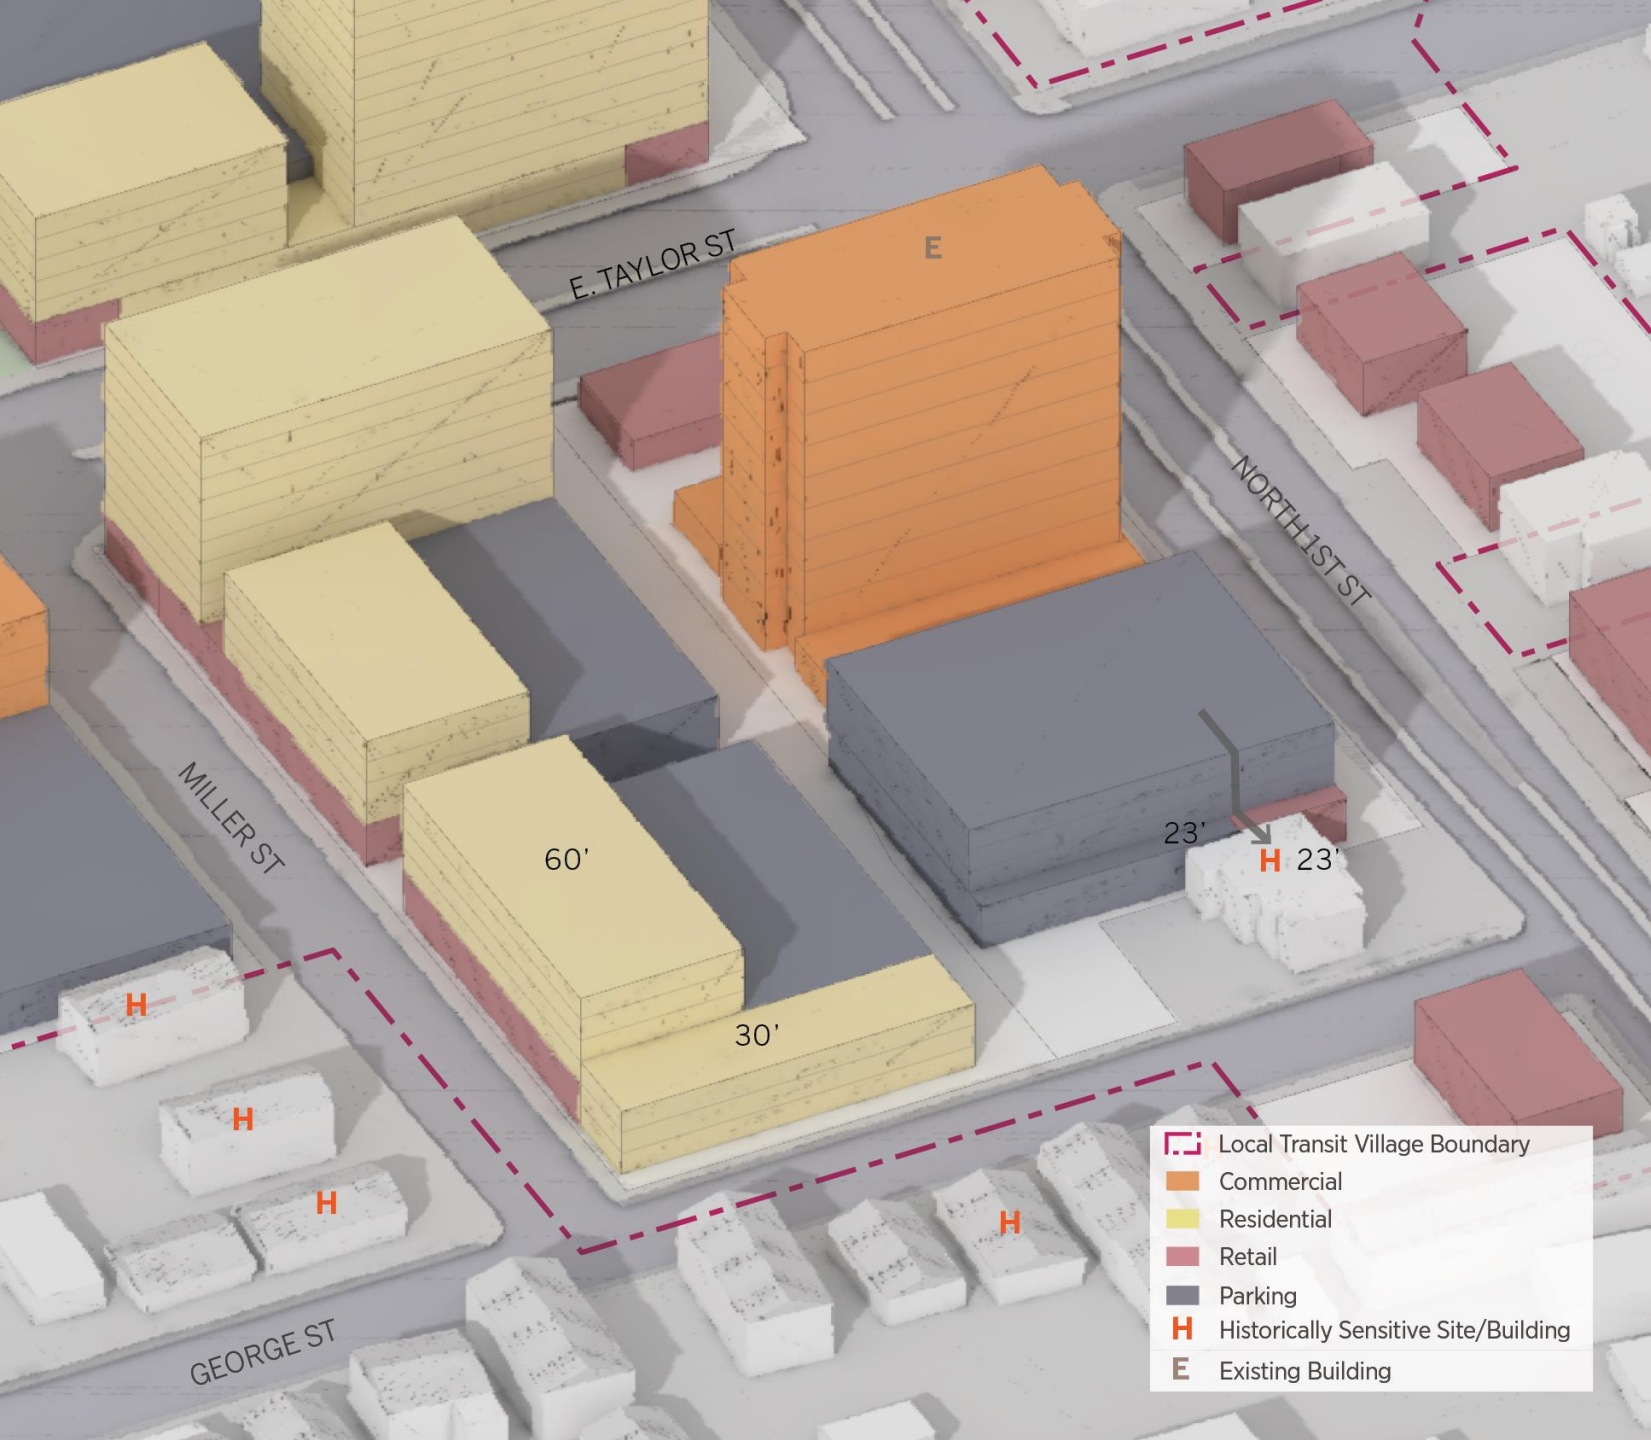 E
E. TAYLOR ST
NORTH 1ST ST
MILLER ST
23'
60'
H 23'
H
30'
H
H
H
GEORGE ST
Local Transit Village Boundary
Commercial
Residential
Retail
Parking
H Historically Sensitive Site/Building
E Existing Building